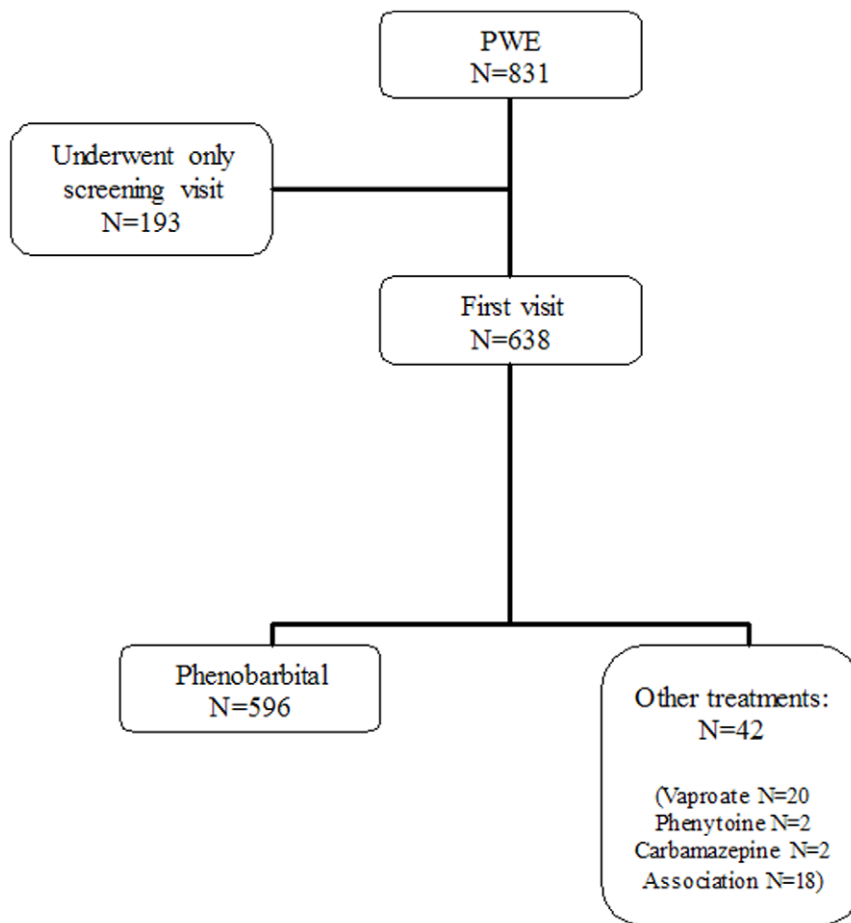 PWE
N=831
Underwent only
screening visit
N=193
First visit
N=638
Phenobarbital
N=596
Other treatments:
N=42
(Vaproate N=20
Phenytoine N=2
Carbamazepine N=2
Association N=18)